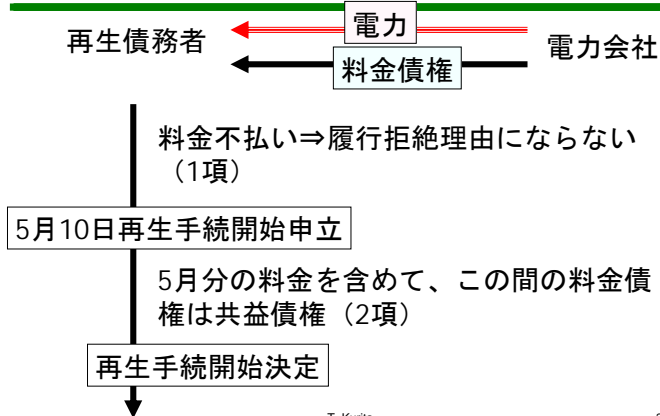 電力
再生債務者
電力会社
料金債権
料金不払い⇒履行拒絶理由にならない
（1項）
5月10日再生手続開始申立
5月分の料金を含めて、この間の料金債
権は共益債権（2項）
再生手続開始決定